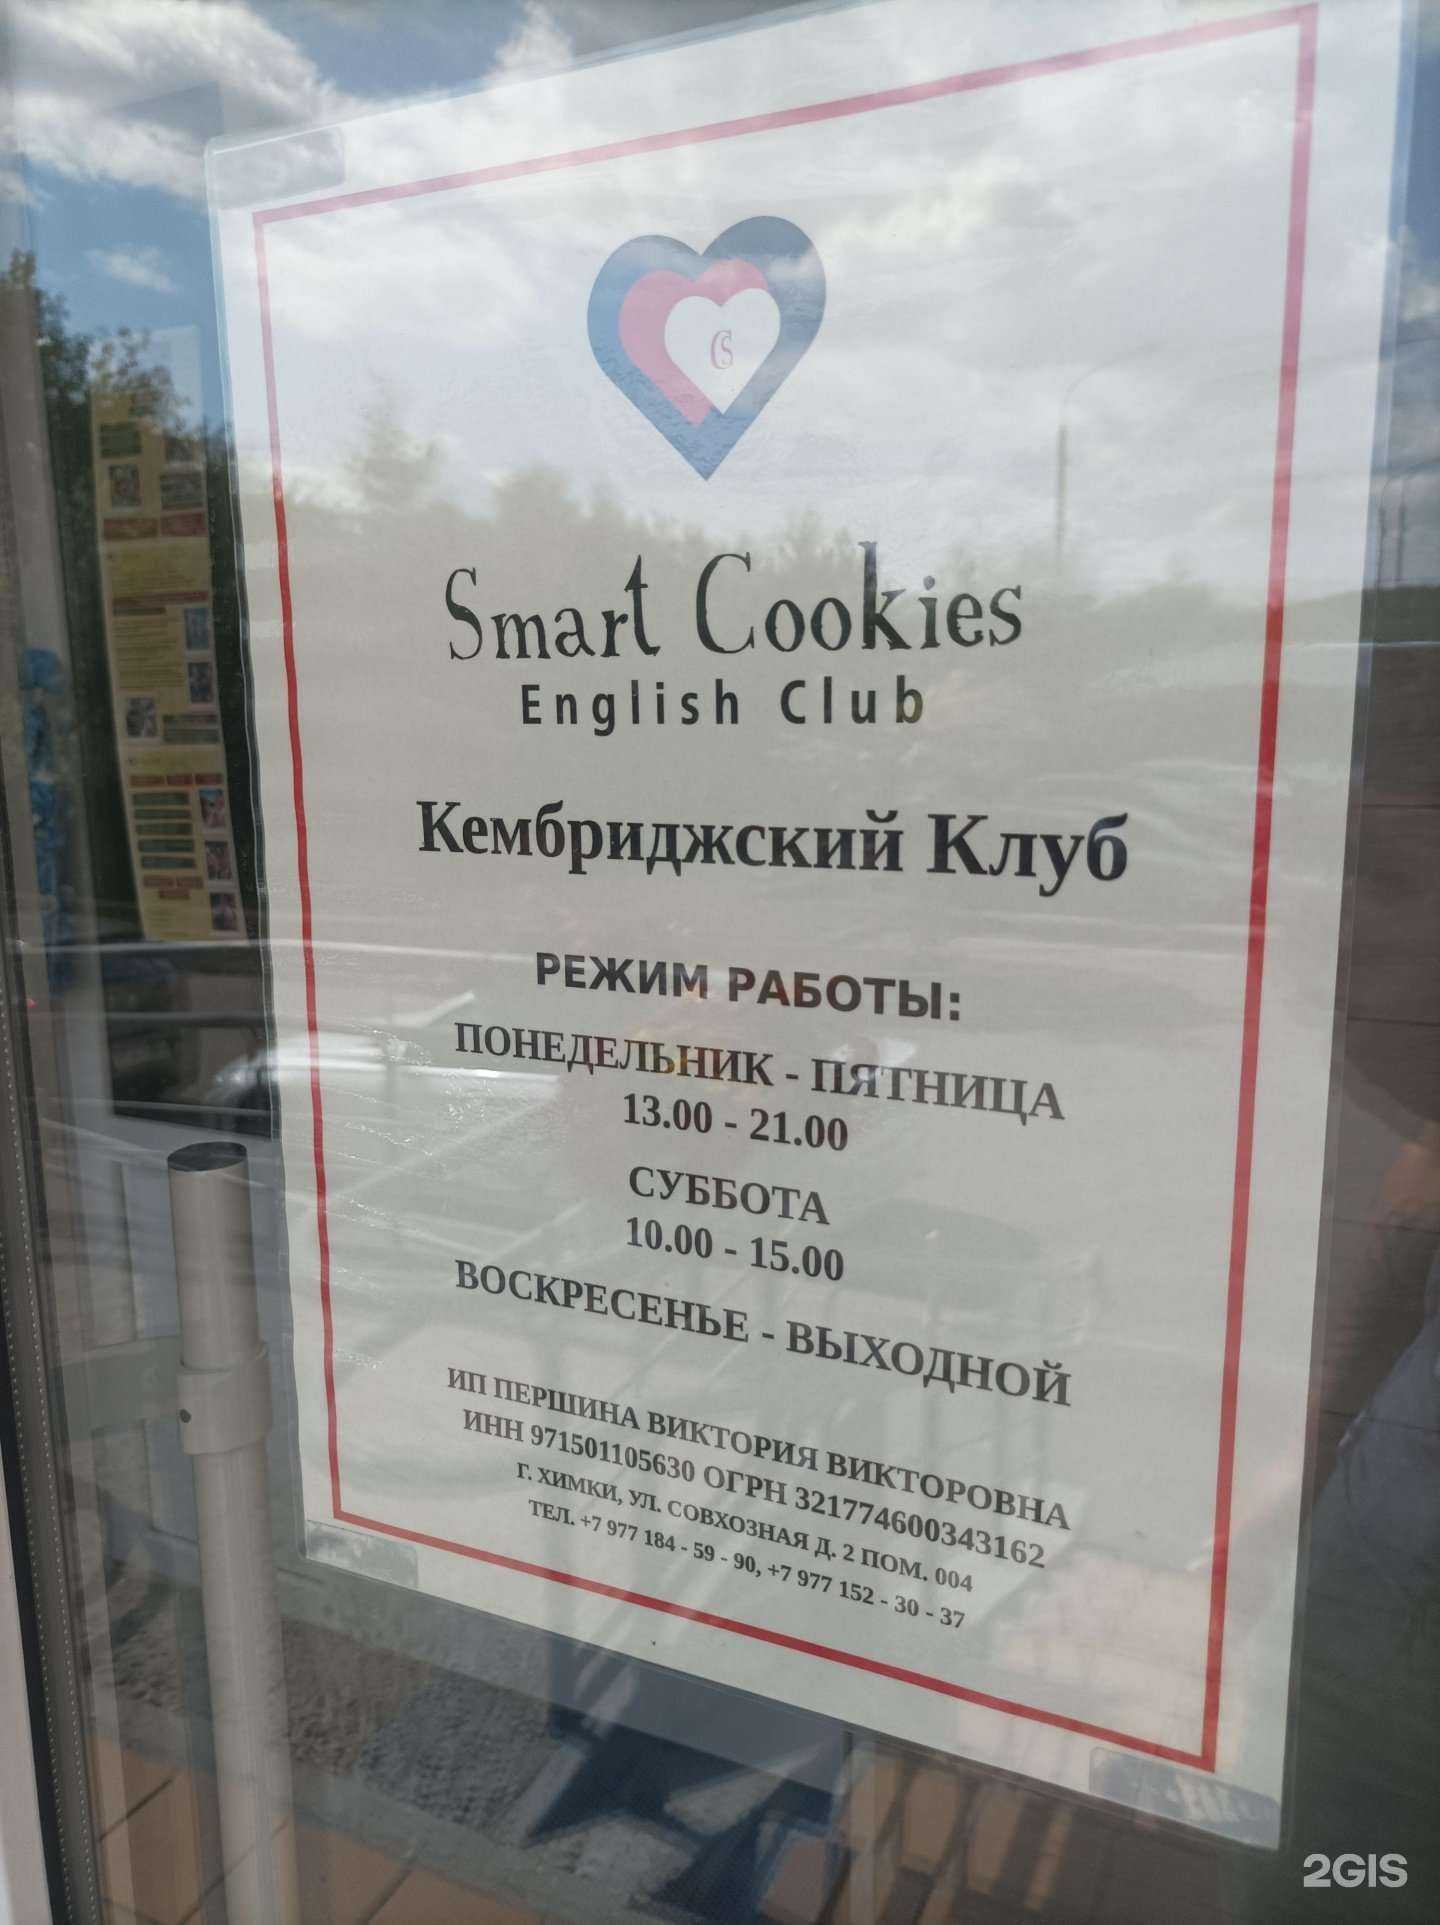 CS
Smart Cookies
English Club
Кембриджский Клуб
РЕЖИМ РАБОТЫ:
ПОНЕДЕЛЬНИК - ПЯТНИЦА
13.00 - 21.00
СУББОТА
10.00 - 15.00
ВОСКРЕСЕНЬЕ - ВЫХОДНОЙ
ИП ПЕРШИНА ВИКТОРИЯ ВИКТОРОВНА
ИНН 971501105630 ОГРН 321774600343162
Г. ХИМКИ, УЛ. СОВХОЗНАЯ Д. 2 ПОМ. 004
ТЕЛ. +7 977 184 - 59 - 90, +7 977 152 - 30 - 37
2GIS